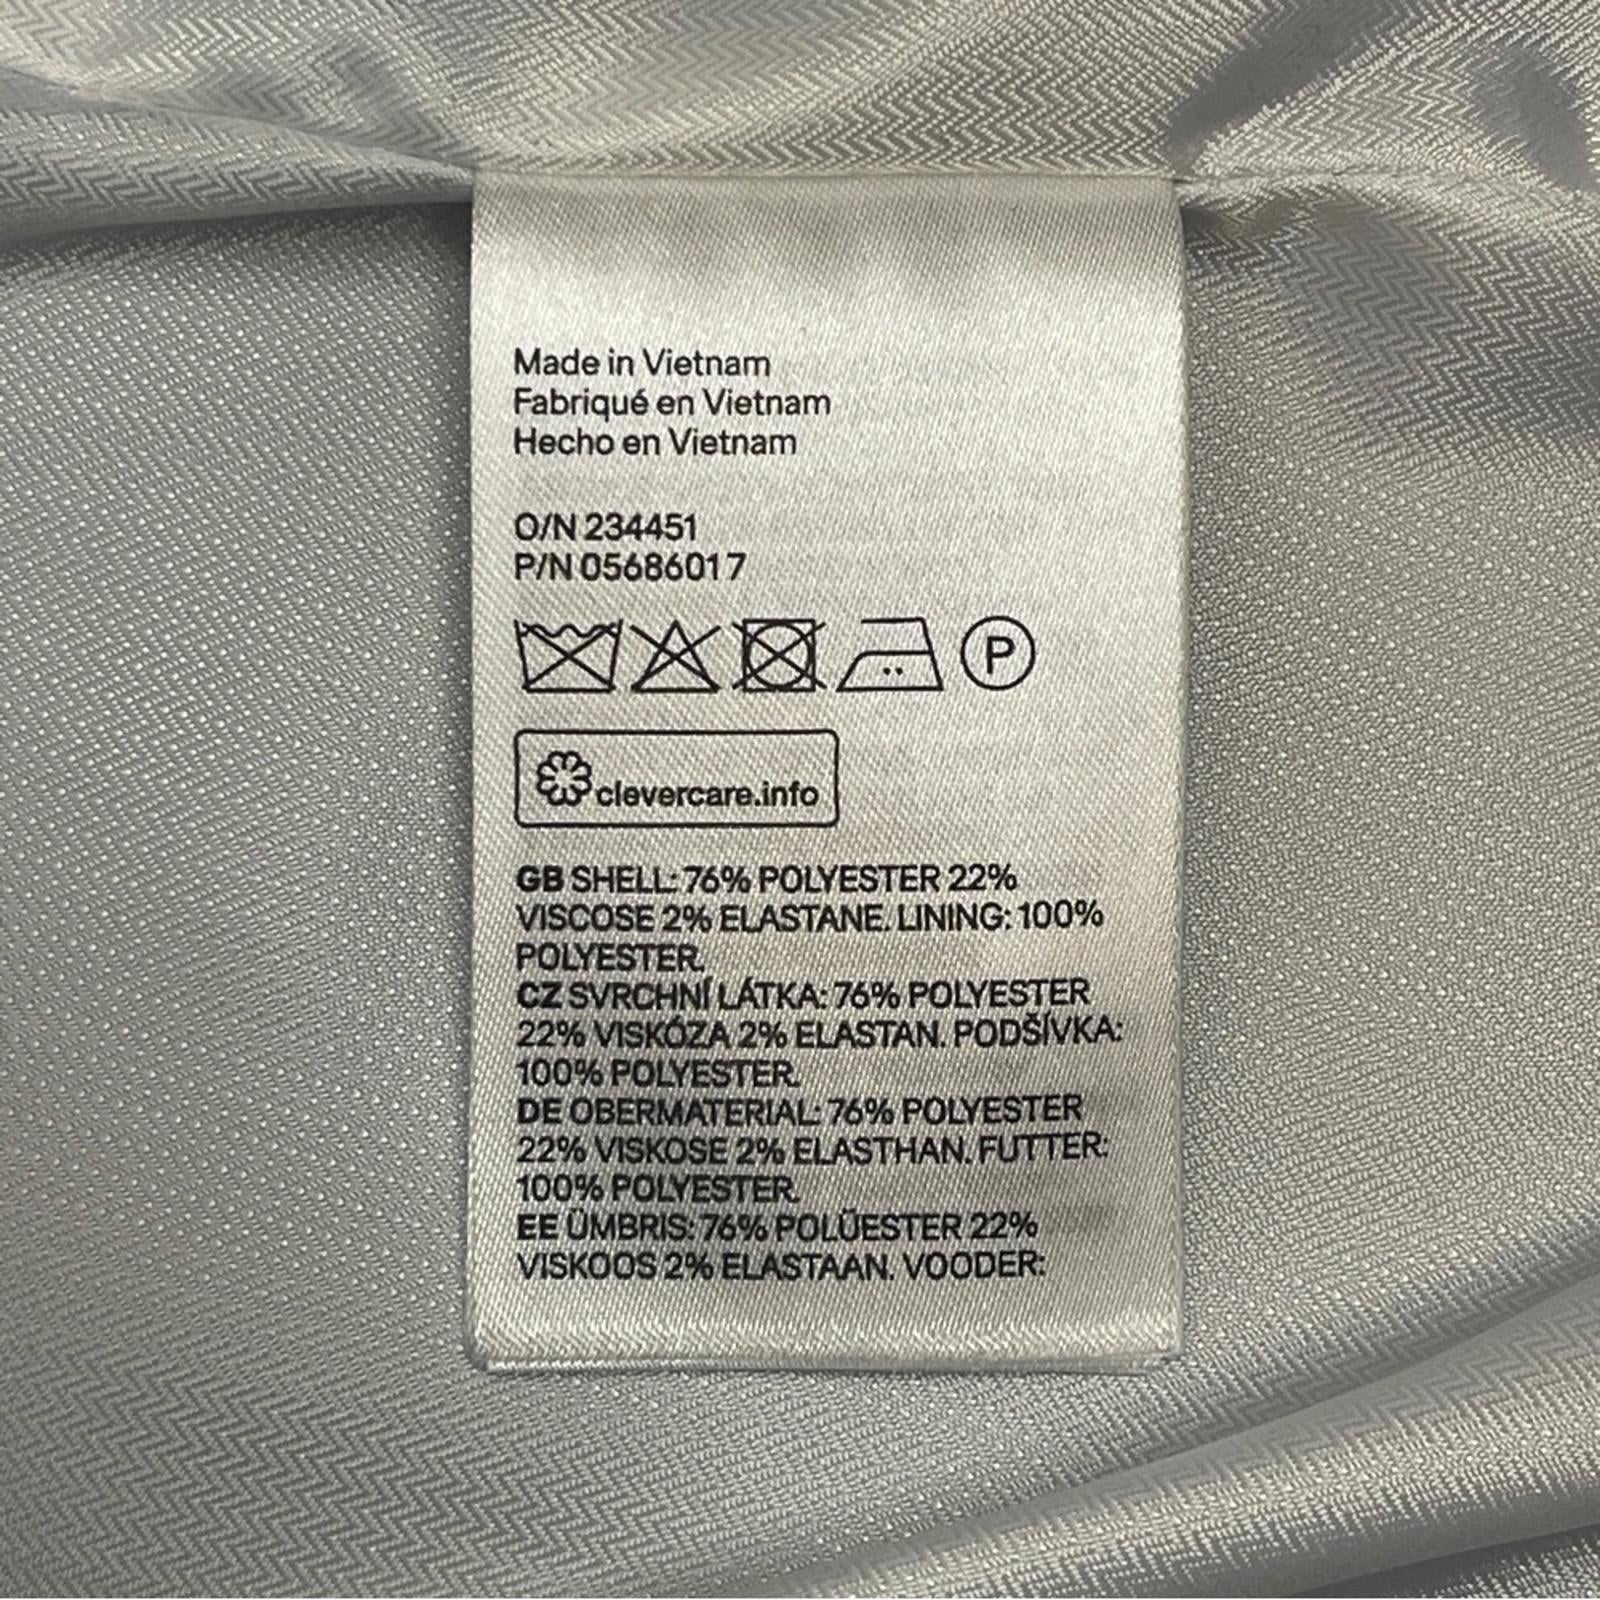 Made in Vietnam
Fabriqué en Vietnam
Hecho en Vietnam
O/N 234451
P/N 05686017
P
clevercare.info
GB SHELL: 76% POLYESTER 22%
VISCOSE 2% ELASTANE. LINING: 100%
POLYESTER.
CZ SVRCHNÍ LÁTKA: 76% POLYESTER
22% VISKÓZA 2% ELASTAN. PODŠÍVKA:
100% POLYESTER.
DE OBERMATERIAL: 76% POLYESTER
22% VISKOSE 2% ELASTHAN. FUTTER:
100% POLYESTER.
EE ÜMBRIS: 76% POLÜESTER 22%
VISKOOS 2% ELASTAAN. VOODER: